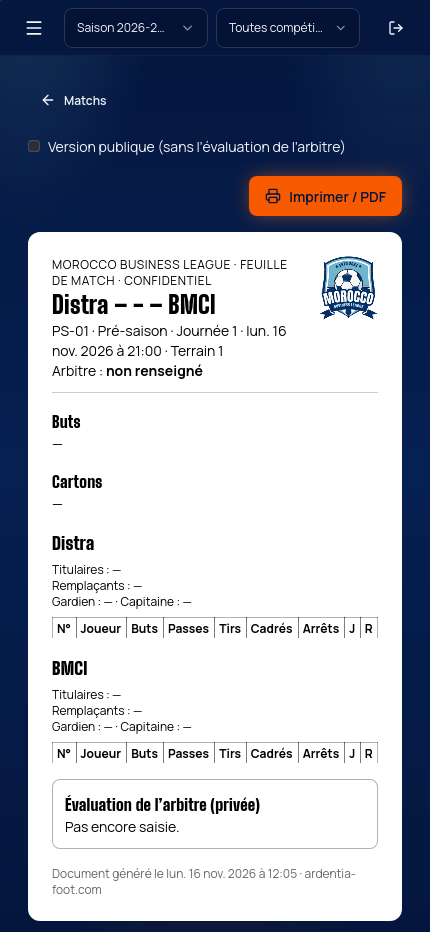 Saison 2026-2...
Toutes compéti...
Matchs
Version publique (sans l'évaluation de l'arbitre)
Imprimer / PDF
MOROCCO BUSINESS LEAGUE · FEUILLE
DE MATCH · CONFIDENTIEL
Distra – – – BMCI
PS-01 · Pré-saison · Journée 1 · lun. 16
nov. 2026 à 21:00 · Terrain 1
Arbitre : non renseigné
MOROCCO
Buts
—
Cartons
—
Distra
Titulaires : —
Remplaçants : —
Gardien : — · Capitaine : —
N° Joueur Buts Passes Tirs Cadrés Arrêts J R
BMCI
Titulaires : —
Remplaçants : —
Gardien : — · Capitaine : —
N° Joueur Buts Passes Tirs Cadrés Arrêts J R
Évaluation de l’arbitre (privée)
Pas encore saisie.
Document généré le lun. 16 nov. 2026 à 12:05 · ardentia-
foot.com